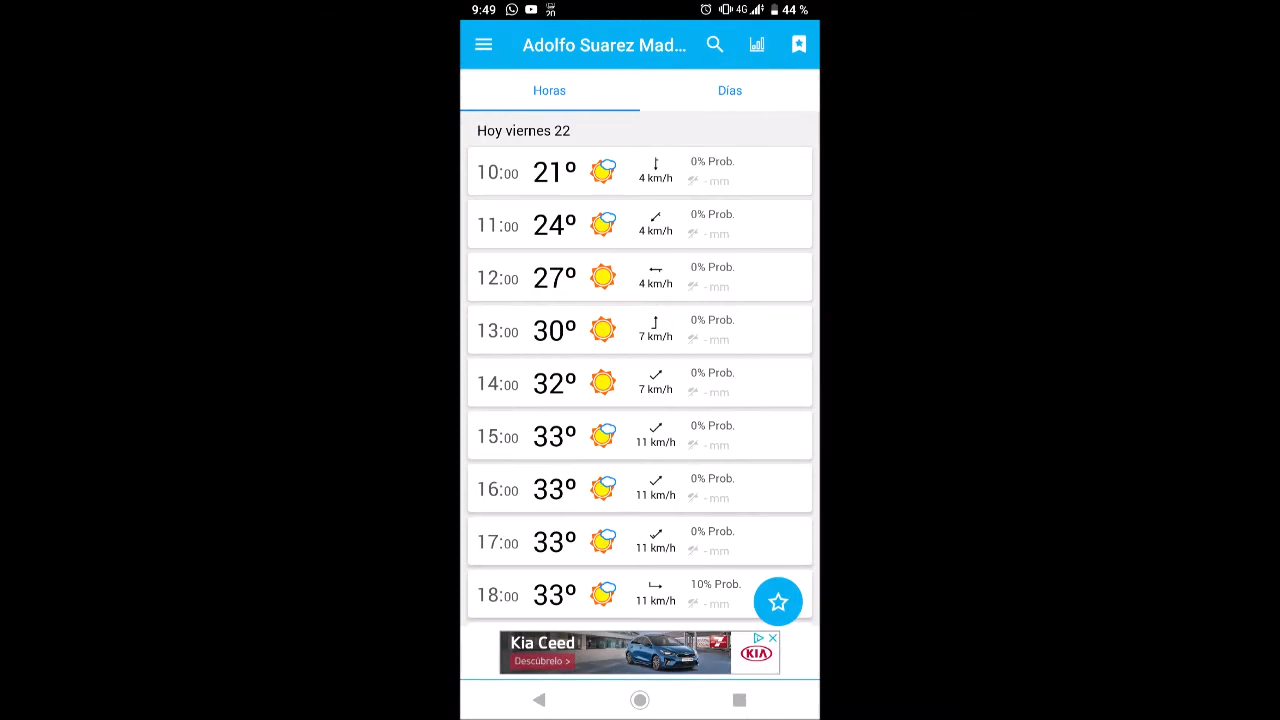 9:49 20 4G 44 %
Adolfo Suarez Mad...
Horas Días
Hoy viernes 22
10:00 21º 4 km/h 0% Prob. - mm
11:00 24º 4 km/h 0% Prob. - mm
12:00 27º 4 km/h 0% Prob. - mm
13:00 30º 7 km/h 0% Prob. - mm
14:00 32º 7 km/h 0% Prob. - mm
15:00 33º 11 km/h 0% Prob. - mm
16:00 33º 11 km/h 0% Prob. - mm
17:00 33º 11 km/h 0% Prob. - mm
18:00 33º 11 km/h 10% Prob. - mm
Kia Ceed
Descúbrelo >
KIA